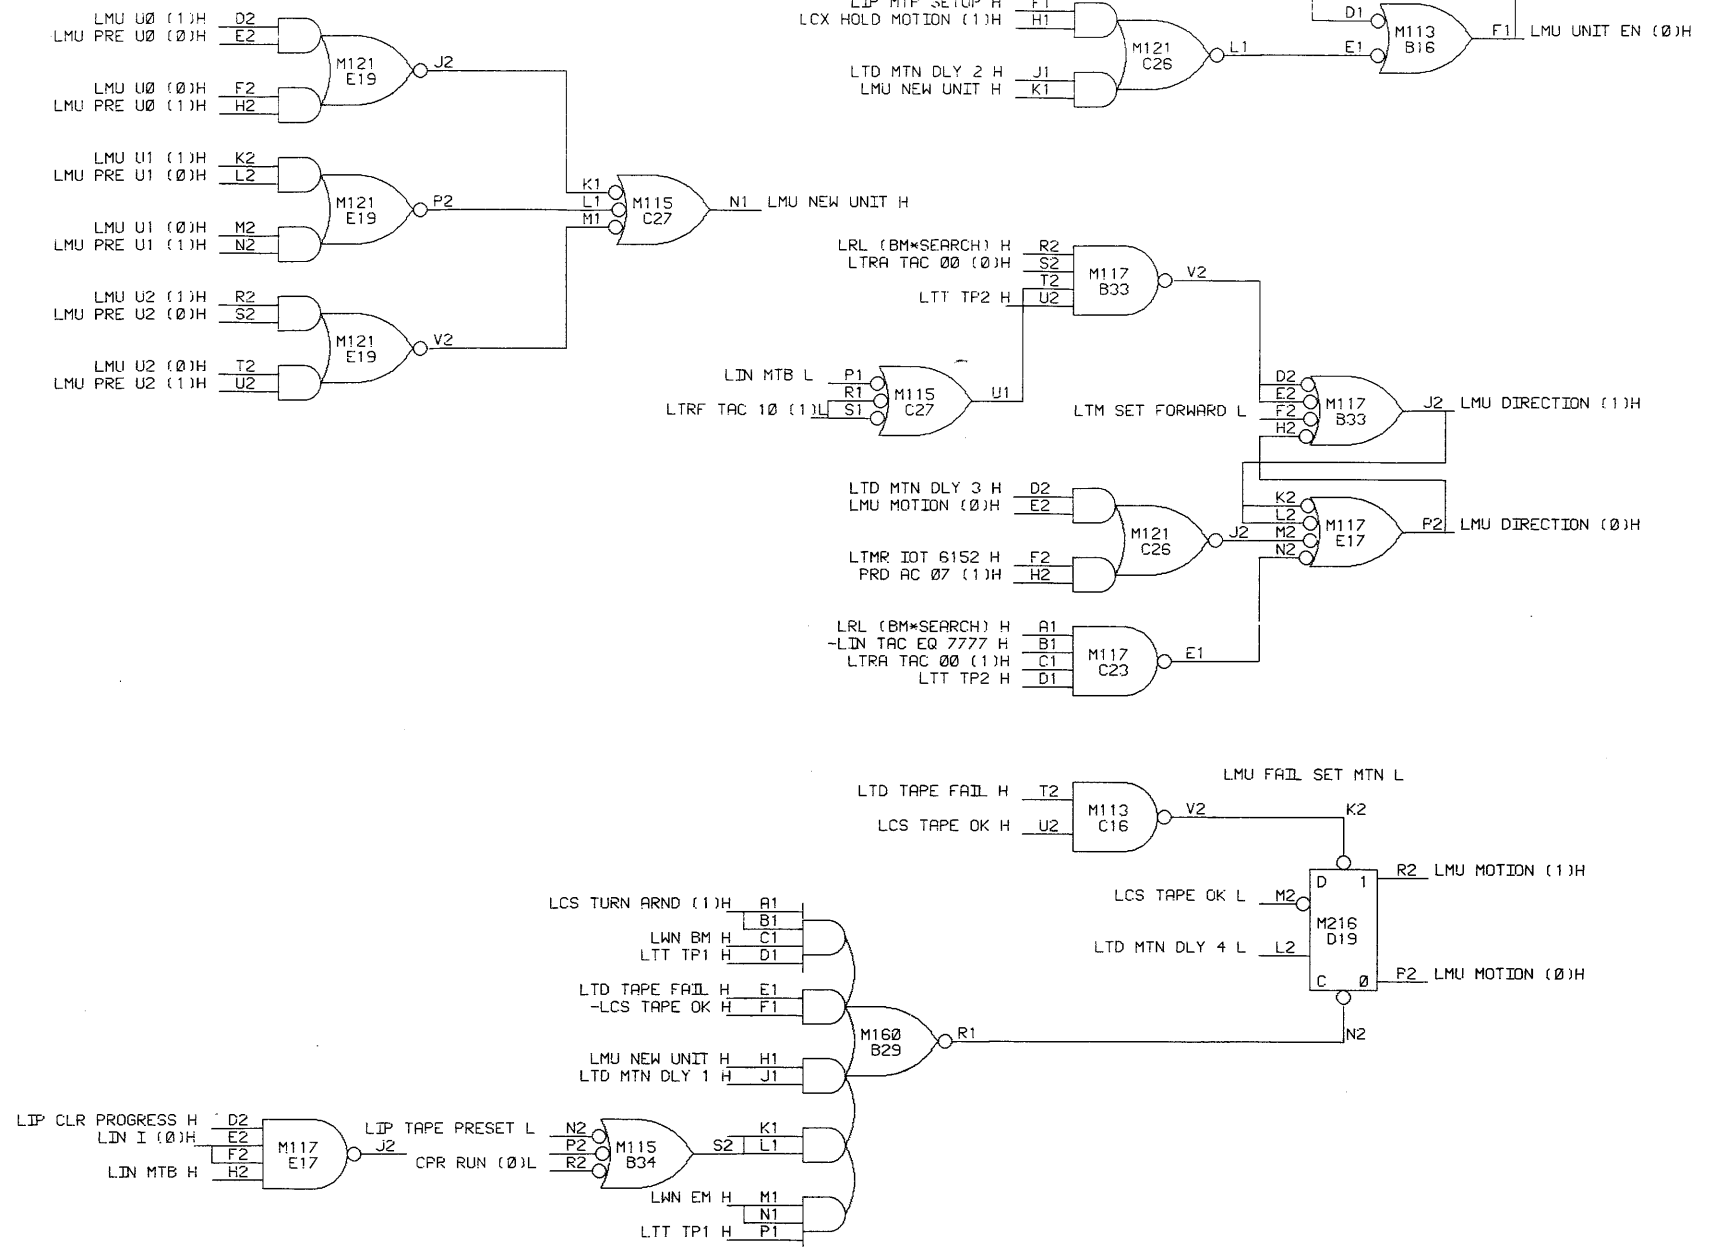 LMU UØ (1)H D2
LMU PRE UØ (Ø)H E2
M121
E19
J2
LMU UØ (Ø)H F2
LMU PRE UØ (1)H H2
LMU U1 (1)H K2
LMU PRE U1 (Ø)H L2
M121
E19
P2
LMU U1 (Ø)H M2
LMU PRE U1 (1)H N2
LMU U2 (1)H R2
LMU PRE U2 (Ø)H S2
M121
E19
V2
LMU U2 (Ø)H T2
LMU PRE U2 (1)H U2
K1
L1
M1
M115
C27
N1 LMU NEW UNIT H
LIP MTP SETUP H F1
LCX HOLD MOTION (1)H H1
M121
C26
L1
LTD MTN DLY 2 H J1
LMU NEW UNIT H K1
D1
E1
M113
B16
F1 LMU UNIT EN (Ø)H
LRL (BM*SEARCH) H R2
LTRA TAC ØØ (Ø)H S2
T2
LTT TP2 H U2
M117
B33
V2
LIN MTB L P1
R1
LTRF TAC 1Ø (1)L S1
M115
C27
U1
D2
E2
LTM SET FORWARD L F2
H2
M117
B33
J2 LMU DIRECTION (1)H
LTD MTN DLY 3 H D2
LMU MOTION (Ø)H E2
M121
C26
J2
LTMR IOT 6152 H F2
PRD AC Ø7 (1)H H2
K2
L2
M2
N2
M117
E17
P2 LMU DIRECTION (Ø)H
LRL (BM*SEARCH) H A1
-LIN TAC EQ 7777 H B1
LTRA TAC ØØ (1)H C1
LTT TP2 H D1
M117
C23
E1
LMU FAIL SET MTN L
LTD TAPE FAIL H T2
LCS TAPE OK H U2
M113
C16
V2
K2
LCS TAPE OK L M2
LTD MTN DLY 4 L L2
D 1
M216
D19
C Ø
R2 LMU MOTION (1)H
P2 LMU MOTION (Ø)H
N2
LCS TURN ARND (1)H A1
B1
LWN BM H C1
LTT TP1 H D1
LTD TAPE FAIL H E1
-LCS TAPE OK H F1
M16Ø
B29
R1
LMU NEW UNIT H H1
LTD MTN DLY 1 H J1
LIP CLR PROGRESS H D2
LIN I (Ø)H E2
F2
LIN MTB H H2
M117
E17
J2
LIP TAPE PRESET L N2
P2
CPR RUN (Ø)L R2
M115
B34
S2
K1
L1
LWN EM H M1
N1
LTT TP1 H P1